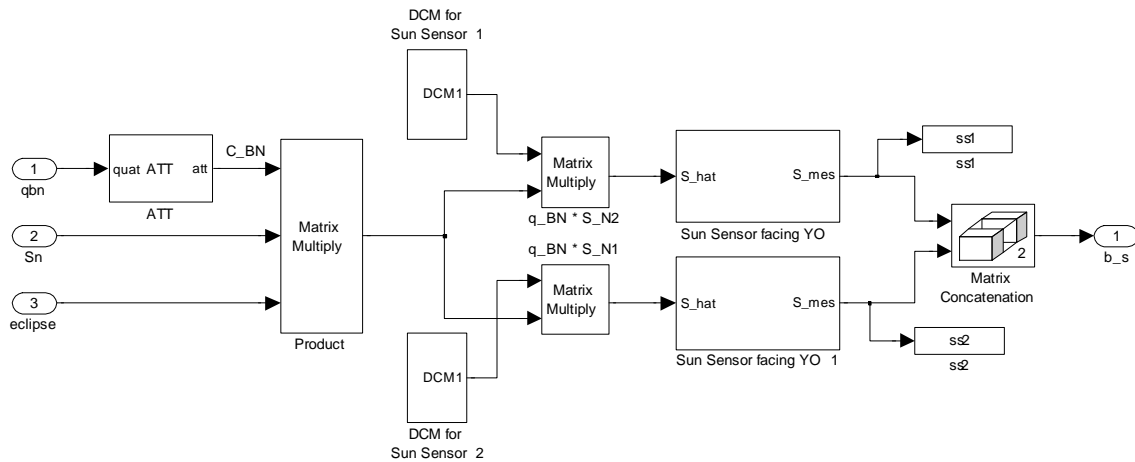 DCM for
Sun Sensor 1
DCM1
C_BN
1
qbn
quat ATT att
ATT
2
Sn
3
eclipse
Matrix
Multiply
Product
Matrix
Multiply
q_BN * S_N2
q_BN * S_N1
Matrix
Multiply
S_hat S_mes
Sun Sensor facing YO
S_hat S_mes
Sun Sensor facing YO 1
ss1
ss1
2
Matrix
Concatenation
1
b_s
ss2
ss2
DCM1
DCM for
Sun Sensor 2